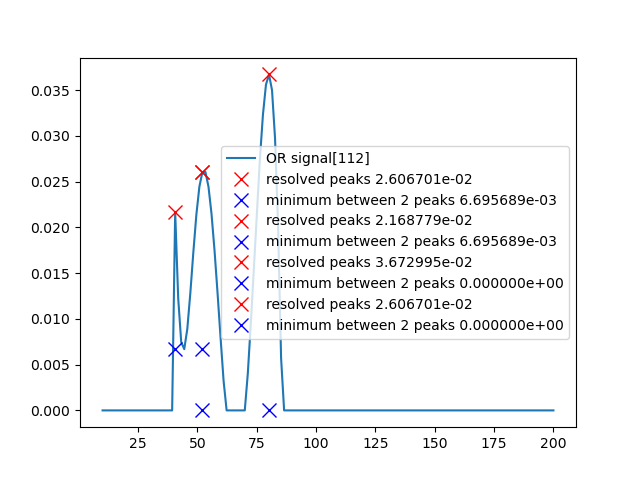 0.035
0.030
0.025
0.020
0.015
0.010
0.005
0.000
25
50
75
100
125
150
175
200
OR signal[112]
resolved peaks 2.606701e-02
minimum between 2 peaks 6.695689e-03
resolved peaks 2.168779e-02
minimum between 2 peaks 6.695689e-03
resolved peaks 3.672995e-02
minimum between 2 peaks 0.000000e+00
resolved peaks 2.606701e-02
minimum between 2 peaks 0.000000e+00